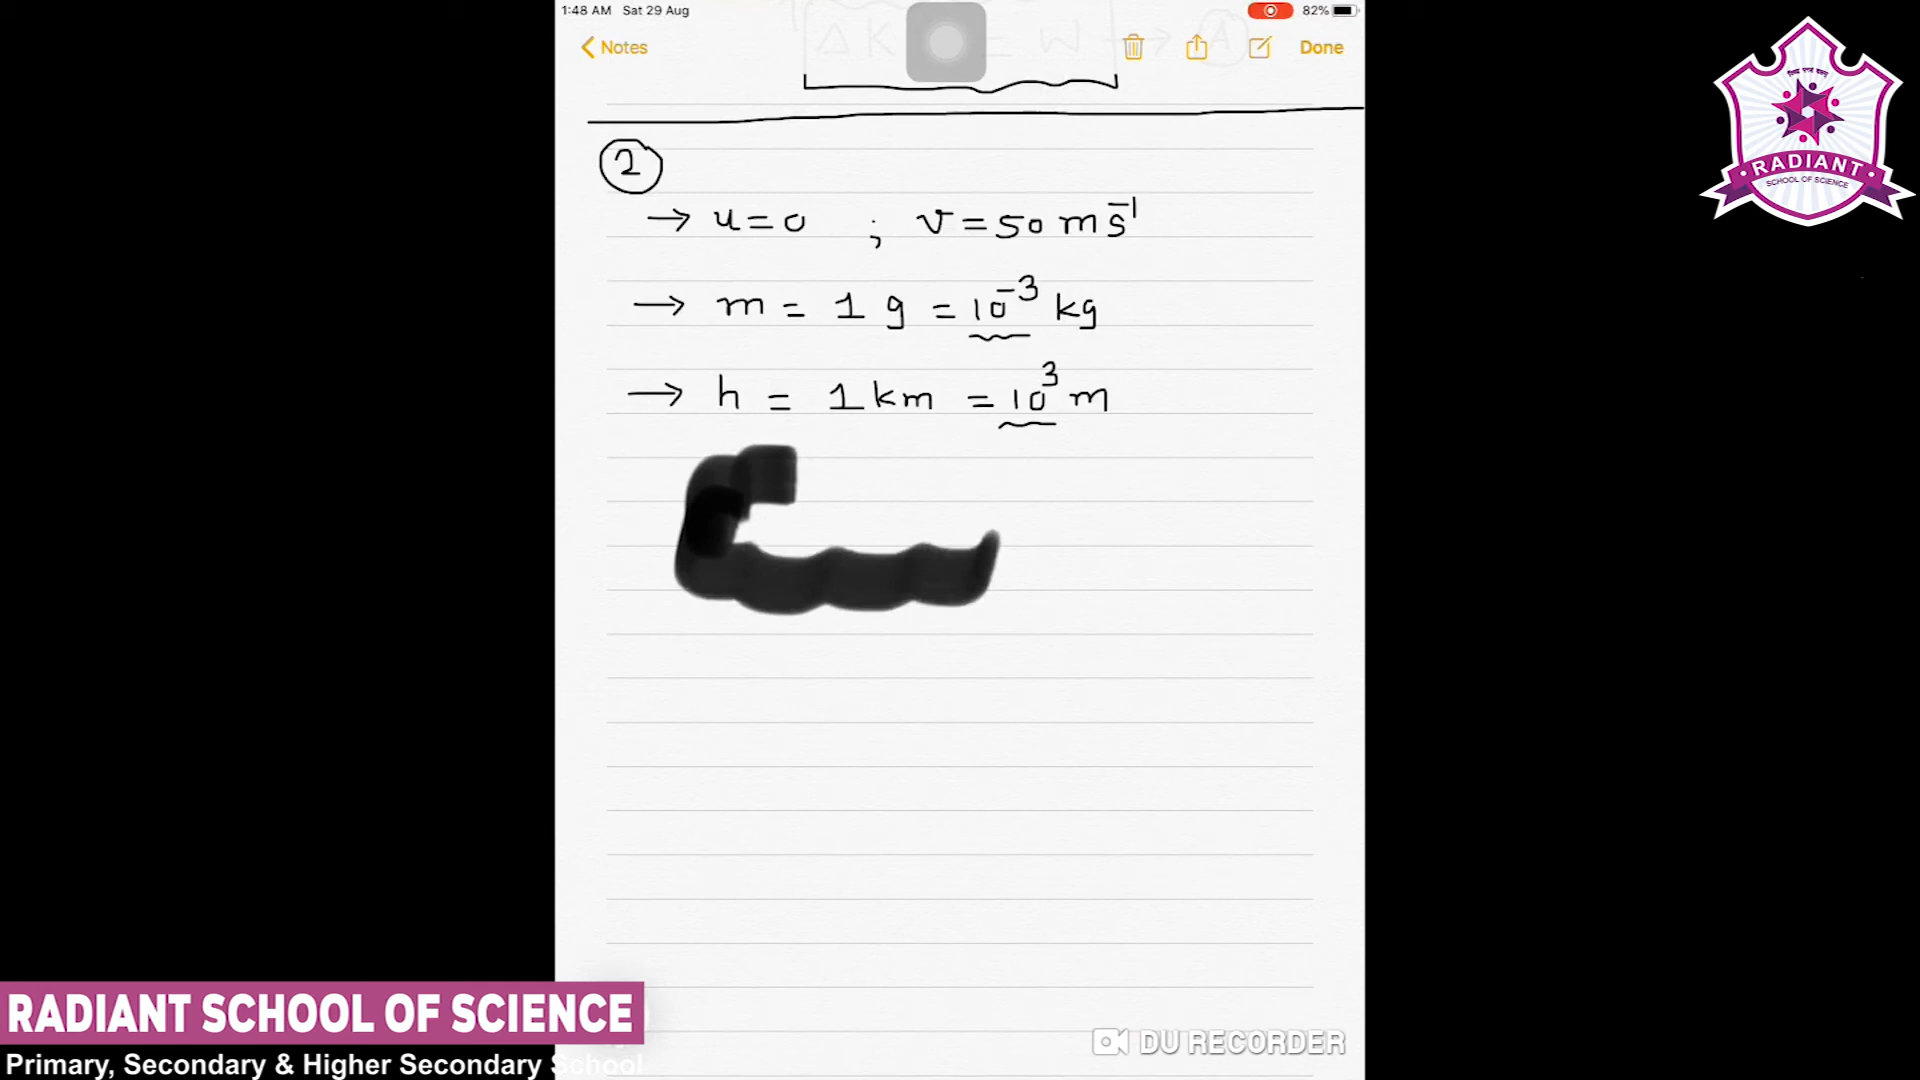 1:48 AM Sat 29 Aug
82%
Notes
Done
Δ K = W → A
2
→ u = 0 ; v = 50 m s⁻¹
→ m = 1 g = 10⁻³ kg
→ h = 1 km = 10³ m
RADIANT
SCHOOL OF SCIENCE
RADIANT SCHOOL OF SCIENCE
Primary, Secondary & Higher Secondary School
DU RECORDER